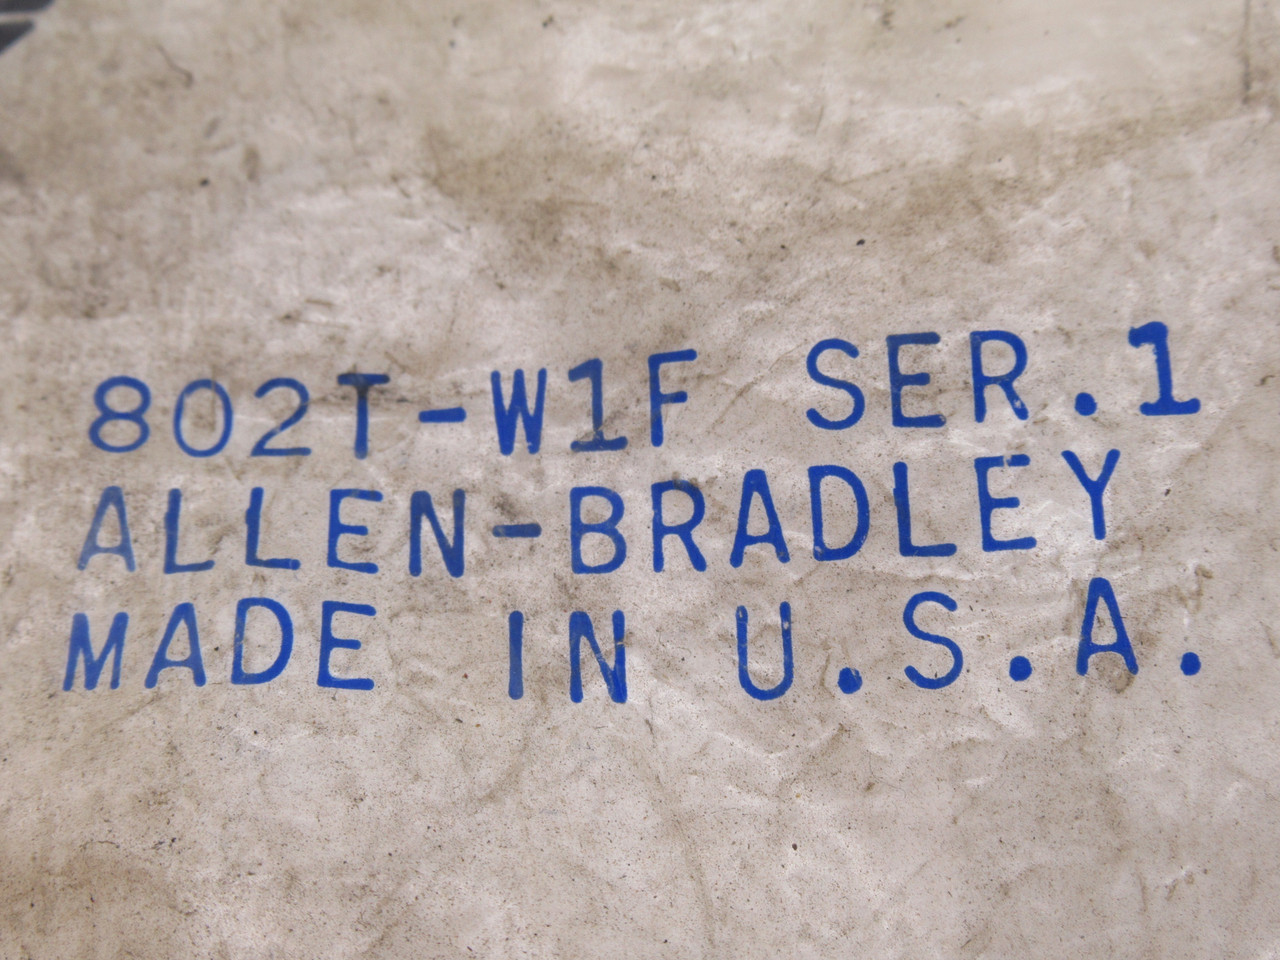 802T-W1F SER.1
ALLEN-BRADLEY
MADE IN U.S.A.